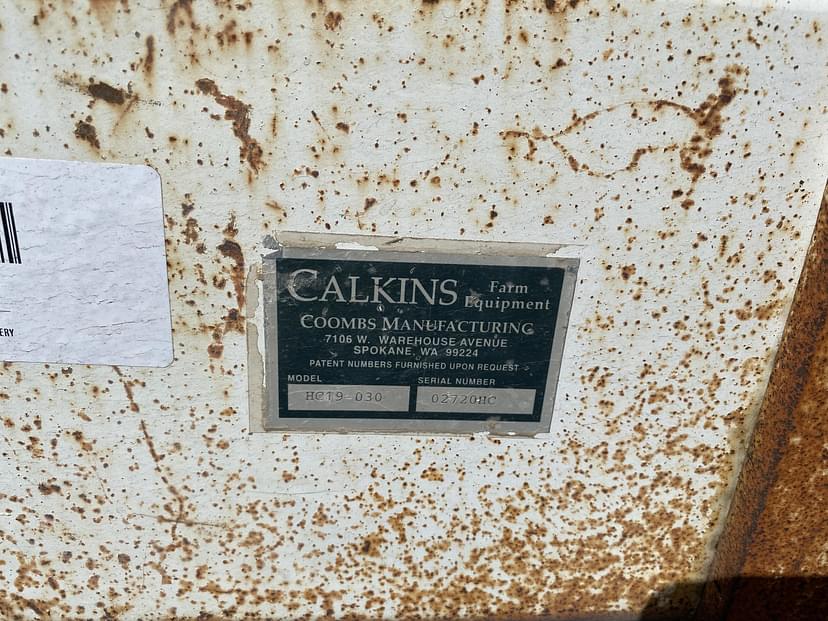 ERY
CALKINS Farm Equipment
COOMBS MANUFACTURING
7106 W. WAREHOUSE AVENUE
SPOKANE, WA 99224
PATENT NUMBERS FURNISHED UPON REQUEST
MODEL SERIAL NUMBER
HC19-030 02720HC